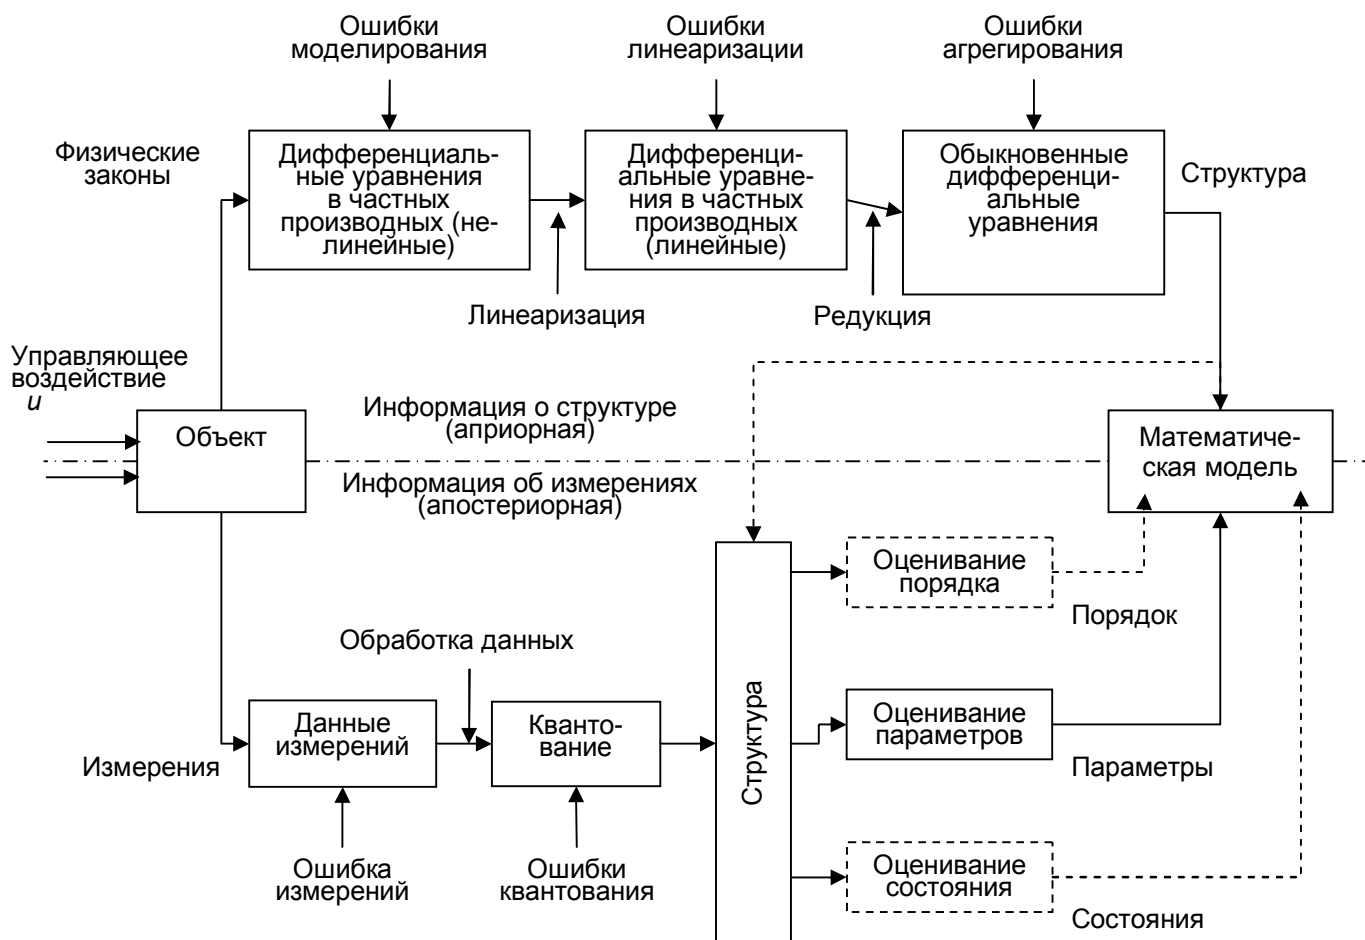 Ошибки
моделирования
Ошибки
линеаризации
Ошибки
агрегирования
Физические
законы
Дифференциаль-
ные уравнения
в частных
производных (не-
линейные)
Дифференци-
альные уравне-
ния в частных
производных
(линейные)
Обыкновенные
дифференци-
альные
уравнения
Структура
Линеаризация
Редукция
Управляющее
воздействие
u
Объект
Информация о структуре
(априорная)
Информация об измерениях
(апостериорная)
Математиче-
ская модель
Оценивание
порядка
Порядок
Обработка данных
Структура
Данные
измерений
Кванто-
вание
Оценивание
параметров
Измерения
Параметры
Ошибка
измерений
Ошибки
квантования
Оценивание
состояния
Состояния